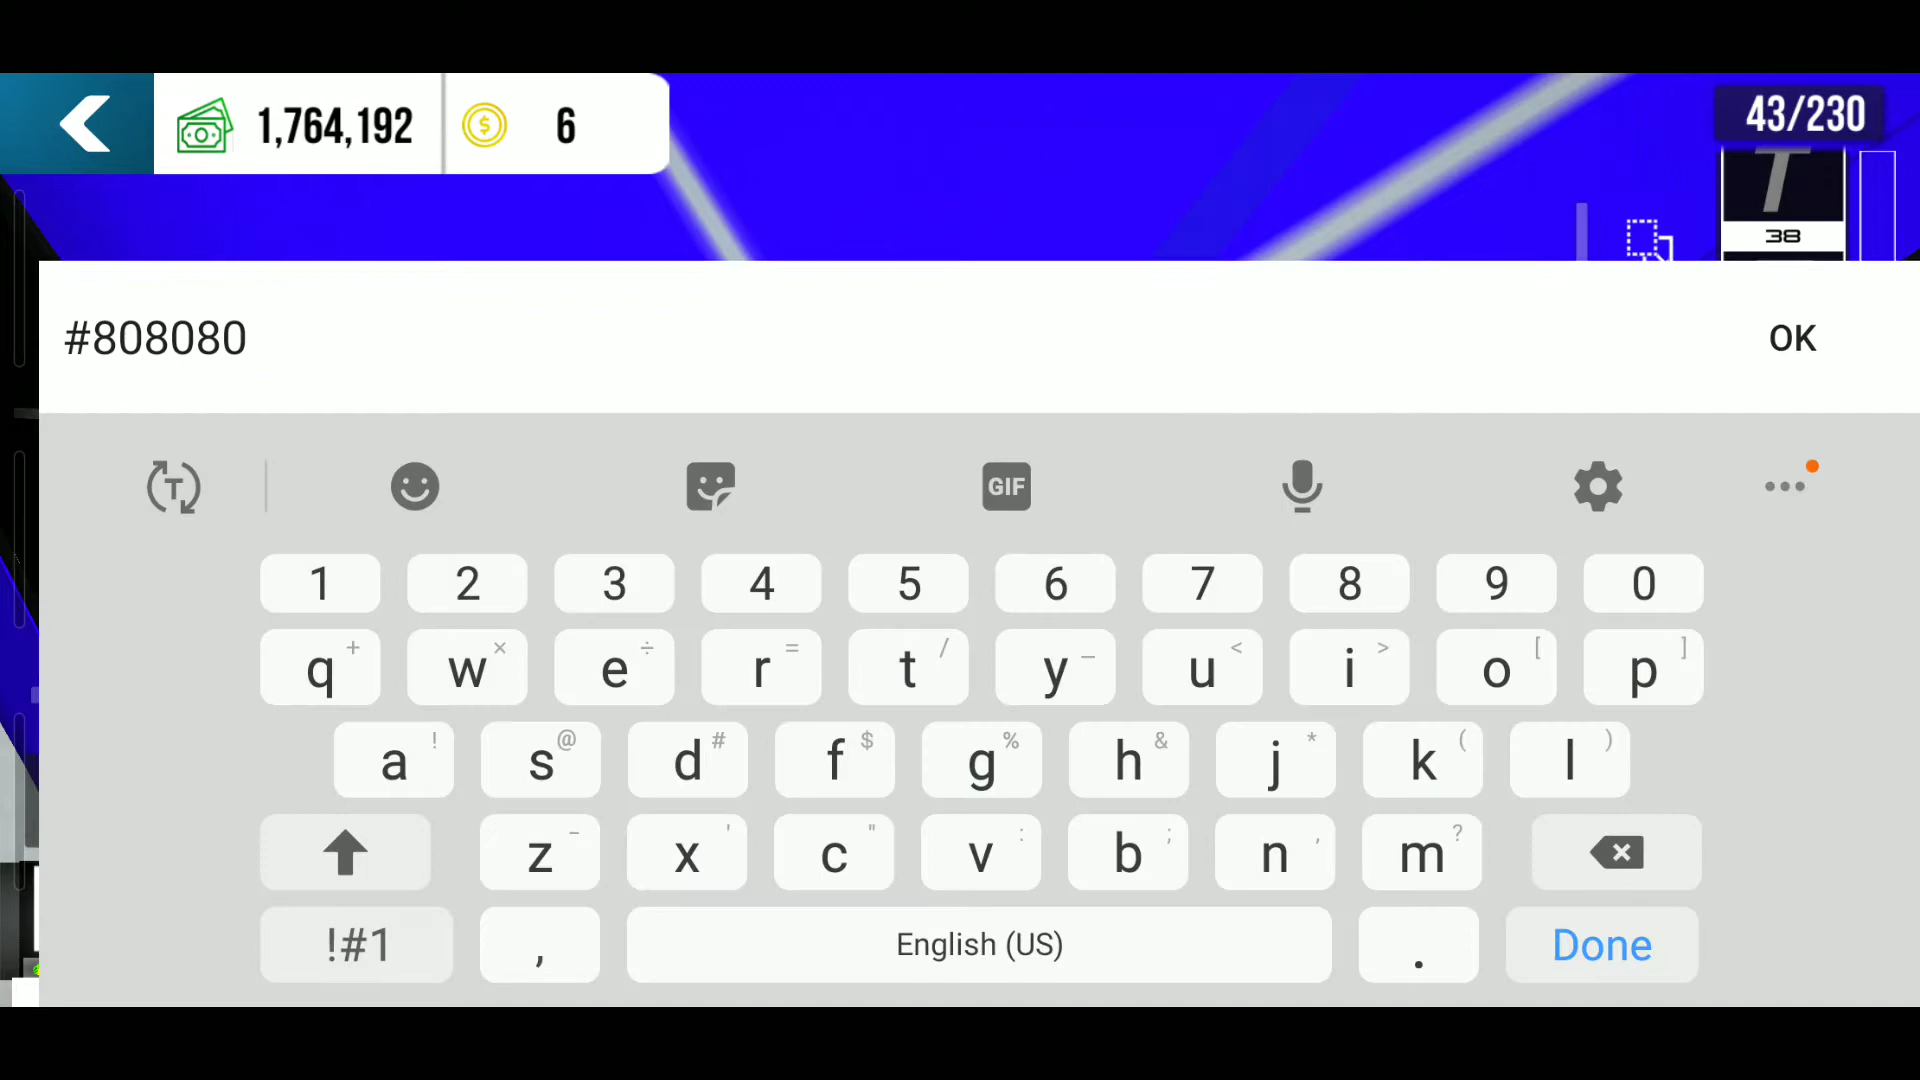 1,764,192 6 43/230
T
38
#808080 OK
T GIF
1 2 3 4 5 6 7 8 9 0
q + w × e ÷ r = t / y _ u < i > o [ p ]
a ! s @ d # f $ g % h & j * k ( l )
z - x ' c " v : b ; n , m ?
!#1 , English (US) . Done